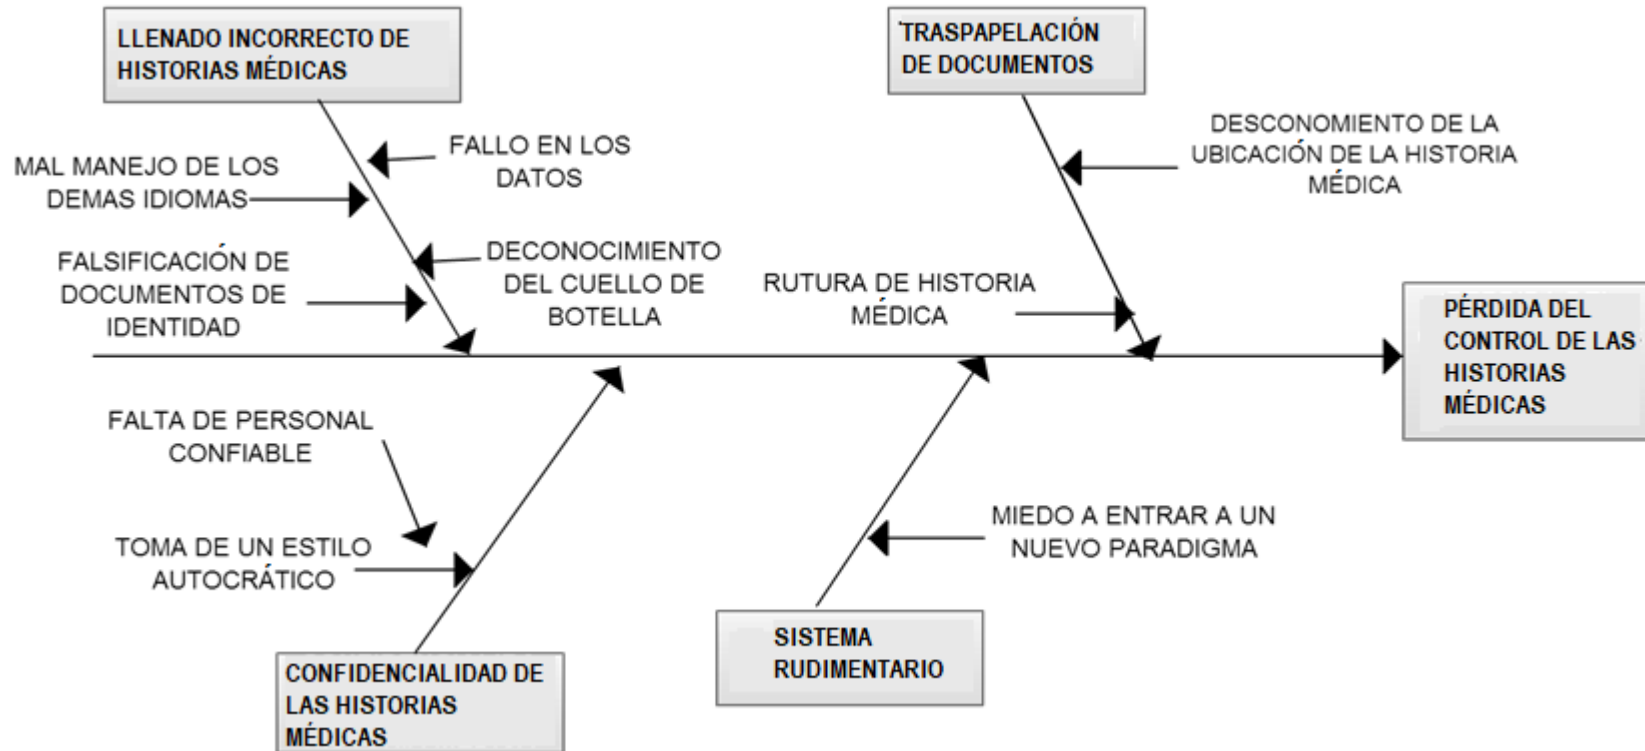 LLENADO INCORRECTO DE
HISTORIAS MÉDICAS
TRASPAPELACIÓN
DE DOCUMENTOS
FALLO EN LOS
DATOS
MAL MANEJO DE LOS
DEMAS IDIOMAS
DESCONOMIENTO DE LA
UBICACIÓN DE LA HISTORIA
MÉDICA
FALSIFICACIÓN DE
DOCUMENTOS DE
IDENTIDAD
DECONOCIMIENTO
DEL CUELLO DE
BOTELLA
RUTURA DE HISTORIA
MÉDICA
PÉRDIDA DEL
CONTROL DE LAS
HISTORIAS
MÉDICAS
FALTA DE PERSONAL
CONFIABLE
TOMA DE UN ESTILO
AUTOCRÁTICO
MIEDO A ENTRAR A UN
NUEVO PARADIGMA
CONFIDENCIALIDAD DE
LAS HISTORIAS
MÉDICAS
SISTEMA
RUDIMENTARIO